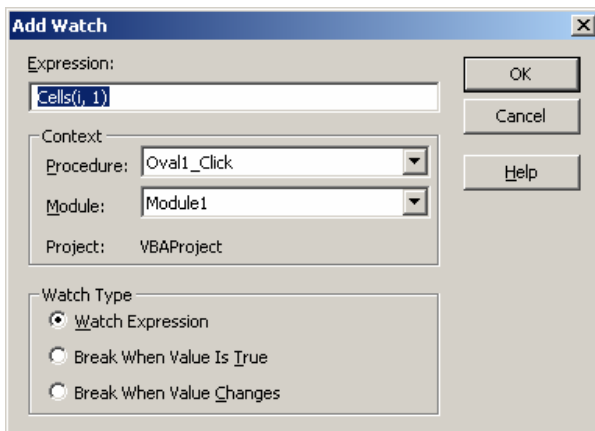 Add Watch
Expression:
Cells(i, 1)
OK
Cancel
Help
Context
Procedure: Oval1_Click
Module: Module1
Project: VBAProject
Watch Type
Watch Expression
Break When Value Is True
Break When Value Changes